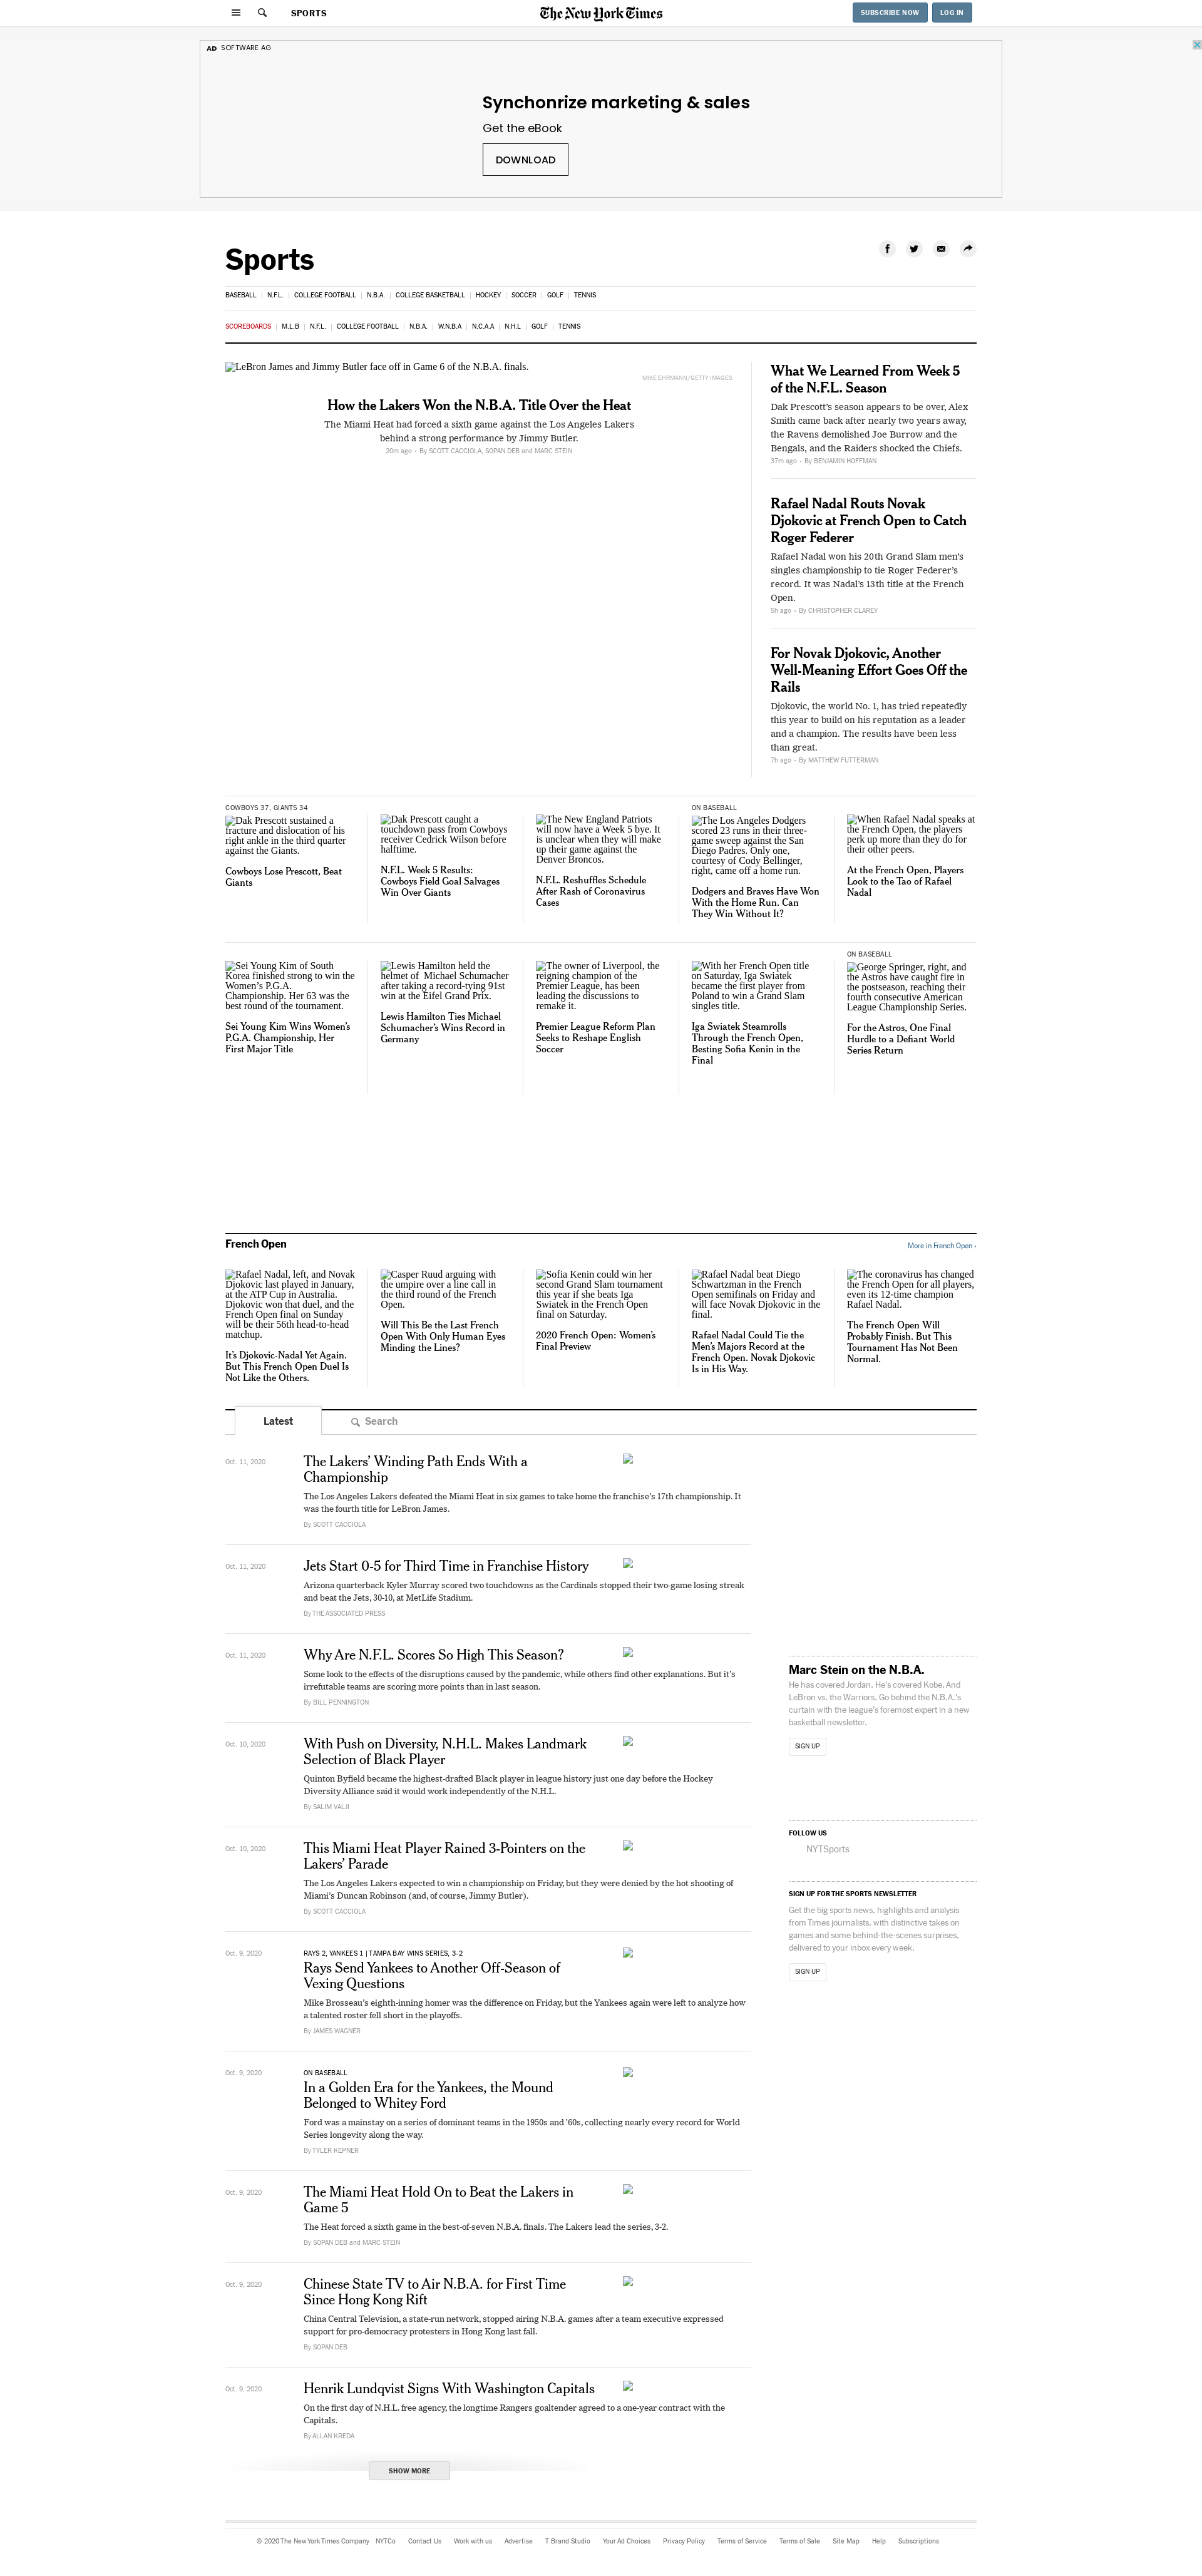 SPORTS
The New York Times
SUBSCRIBE NOW
LOG IN
AD SOFTWARE AG
Synchonrize marketing & sales
Get the eBook
DOWNLOAD
Sports
BASEBALL | N.F.L. | COLLEGE FOOTBALL | N.B.A. | COLLEGE BASKETBALL | HOCKEY | SOCCER | GOLF | TENNIS
SCOREBOARDS | M.L.B | N.F.L. | COLLEGE FOOTBALL | N.B.A. | W.N.B.A | N.C.A.A | N.H.L | GOLF | TENNIS
LeBron James and Jimmy Butler face off in Game 6 of the N.B.A. finals.
MIKE EHRMANN/GETTY IMAGES
How the Lakers Won the N.B.A. Title Over the Heat
The Miami Heat had forced a sixth game against the Los Angeles Lakers
behind a strong performance by Jimmy Butler.
20m ago • By SCOTT CACCIOLA, SOPAN DEB and MARC STEIN
What We Learned From Week 5
of the N.F.L. Season
Dak Prescott’s season appears to be over, Alex
Smith came back after nearly two years away,
the Ravens demolished Joe Burrow and the
Bengals, and the Raiders shocked the Chiefs.
37m ago • By BENJAMIN HOFFMAN
Rafael Nadal Routs Novak
Djokovic at French Open to Catch
Roger Federer
Rafael Nadal won his 20th Grand Slam men’s
singles championship to tie Roger Federer’s
record. It was Nadal’s 13th title at the French
Open.
5h ago • By CHRISTOPHER CLAREY
For Novak Djokovic, Another
Well-Meaning Effort Goes Off the
Rails
Djokovic, the world No. 1, has tried repeatedly
this year to build on his reputation as a leader
and a champion. The results have been less
than great.
7h ago • By MATTHEW FUTTERMAN
COWBOYS 37, GIANTS 34
Dak Prescott sustained a
fracture and dislocation of his
right ankle in the third quarter
against the Giants.
Cowboys Lose Prescott, Beat
Giants
Dak Prescott caught a
touchdown pass from Cowboys
receiver Cedrick Wilson before
halftime.
N.F.L. Week 5 Results:
Cowboys Field Goal Salvages
Win Over Giants
The New England Patriots
will now have a Week 5 bye. It
is unclear when they will make
up their game against the
Denver Broncos.
N.F.L. Reshuffles Schedule
After Rash of Coronavirus
Cases
ON BASEBALL
The Los Angeles Dodgers
scored 23 runs in their three-
game sweep against the San
Diego Padres. Only one,
courtesy of Cody Bellinger,
right, came off a home run.
Dodgers and Braves Have Won
With the Home Run. Can
They Win Without It?
When Rafael Nadal speaks at
the French Open, the players
perk up more than they do for
their other peers.
At the French Open, Players
Look to the Tao of Rafael
Nadal
Sei Young Kim of South
Korea finished strong to win the
Women’s P.G.A.
Championship. Her 63 was the
best round of the tournament.
Sei Young Kim Wins Women’s
P.G.A. Championship, Her
First Major Title
Lewis Hamilton held the
helmet of Michael Schumacher
after taking a record-tying 91st
win at the Eifel Grand Prix.
Lewis Hamilton Ties Michael
Schumacher’s Wins Record in
Germany
The owner of Liverpool, the
reigning champion of the
Premier League, has been
leading the discussions to
remake it.
Premier League Reform Plan
Seeks to Reshape English
Soccer
With her French Open title
on Saturday, Iga Swiatek
became the first player from
Poland to win a Grand Slam
singles title.
Iga Swiatek Steamrolls
Through the French Open,
Besting Sofia Kenin in the
Final
ON BASEBALL
George Springer, right, and
the Astros have caught fire in
the postseason, reaching their
fourth consecutive American
League Championship Series.
For the Astros, One Final
Hurdle to a Defiant World
Series Return
French Open
More in French Open ›
Rafael Nadal, left, and Novak
Djokovic last played in January,
at the ATP Cup in Australia.
Djokovic won that duel, and the
French Open final on Sunday
will be their 56th head-to-head
matchup.
It’s Djokovic-Nadal Yet Again.
But This French Open Duel Is
Not Like the Others.
Casper Ruud arguing with
the umpire over a line call in
the third round of the French
Open.
Will This Be the Last French
Open With Only Human Eyes
Minding the Lines?
Sofia Kenin could win her
second Grand Slam tournament
this year if she beats Iga
Swiatek in the French Open
final on Saturday.
2020 French Open: Women’s
Final Preview
Rafael Nadal beat Diego
Schwartzman in the French
Open semifinals on Friday and
will face Novak Djokovic in the
final.
Rafael Nadal Could Tie the
Men’s Majors Record at the
French Open. Novak Djokovic
Is in His Way.
The coronavirus has changed
the French Open for all players,
even its 12-time champion
Rafael Nadal.
The French Open Will
Probably Finish. But This
Tournament Has Not Been
Normal.
Latest
Search
Oct. 11, 2020
The Lakers’ Winding Path Ends With a
Championship
The Los Angeles Lakers defeated the Miami Heat in six games to take home the franchise’s 17th championship. It
was the fourth title for LeBron James.
By SCOTT CACCIOLA
Oct. 11, 2020
Jets Start 0-5 for Third Time in Franchise History
Arizona quarterback Kyler Murray scored two touchdowns as the Cardinals stopped their two-game losing streak
and beat the Jets, 30-10, at MetLife Stadium.
By THE ASSOCIATED PRESS
Oct. 11, 2020
Why Are N.F.L. Scores So High This Season?
Some look to the effects of the disruptions caused by the pandemic, while others find other explanations. But it’s
irrefutable teams are scoring more points than in last season.
By BILL PENNINGTON
Oct. 10, 2020
With Push on Diversity, N.H.L. Makes Landmark
Selection of Black Player
Quinton Byfield became the highest-drafted Black player in league history just one day before the Hockey
Diversity Alliance said it would work independently of the N.H.L.
By SALIM VALJI
Oct. 10, 2020
This Miami Heat Player Rained 3-Pointers on the
Lakers’ Parade
The Los Angeles Lakers expected to win a championship on Friday, but they were denied by the hot shooting of
Miami’s Duncan Robinson (and, of course, Jimmy Butler).
By SCOTT CACCIOLA
Oct. 9, 2020
RAYS 2, YANKEES 1 | TAMPA BAY WINS SERIES, 3-2
Rays Send Yankees to Another Off-Season of
Vexing Questions
Mike Brosseau’s eighth-inning homer was the difference on Friday, but the Yankees again were left to analyze how
a talented roster fell short in the playoffs.
By JAMES WAGNER
Oct. 9, 2020
ON BASEBALL
In a Golden Era for the Yankees, the Mound
Belonged to Whitey Ford
Ford was a mainstay on a series of dominant teams in the 1950s and ’60s, collecting nearly every record for World
Series longevity along the way.
By TYLER KEPNER
Oct. 9, 2020
The Miami Heat Hold On to Beat the Lakers in
Game 5
The Heat forced a sixth game in the best-of-seven N.B.A. finals. The Lakers lead the series, 3-2.
By SOPAN DEB and MARC STEIN
Oct. 9, 2020
Chinese State TV to Air N.B.A. for First Time
Since Hong Kong Rift
China Central Television, a state-run network, stopped airing N.B.A. games after a team executive expressed
support for pro-democracy protesters in Hong Kong last fall.
By SOPAN DEB
Oct. 9, 2020
Henrik Lundqvist Signs With Washington Capitals
On the first day of N.H.L. free agency, the longtime Rangers goaltender agreed to a one-year contract with the
Capitals.
By ALLAN KREDA
SHOW MORE
Marc Stein on the N.B.A.
He has covered Jordan. He’s covered Kobe. And
LeBron vs. the Warriors. Go behind the N.B.A.’s
curtain with the league’s foremost expert in a new
basketball newsletter.
SIGN UP
FOLLOW US
NYTSports
SIGN UP FOR THE SPORTS NEWSLETTER
Get the big sports news, highlights and analysis
from Times journalists, with distinctive takes on
games and some behind-the-scenes surprises,
delivered to your inbox every week.
SIGN UP
© 2020 The New York Times Company NYTCo Contact Us Work with us Advertise T Brand Studio Your Ad Choices Privacy Policy Terms of Service Terms of Sale Site Map Help Subscriptions